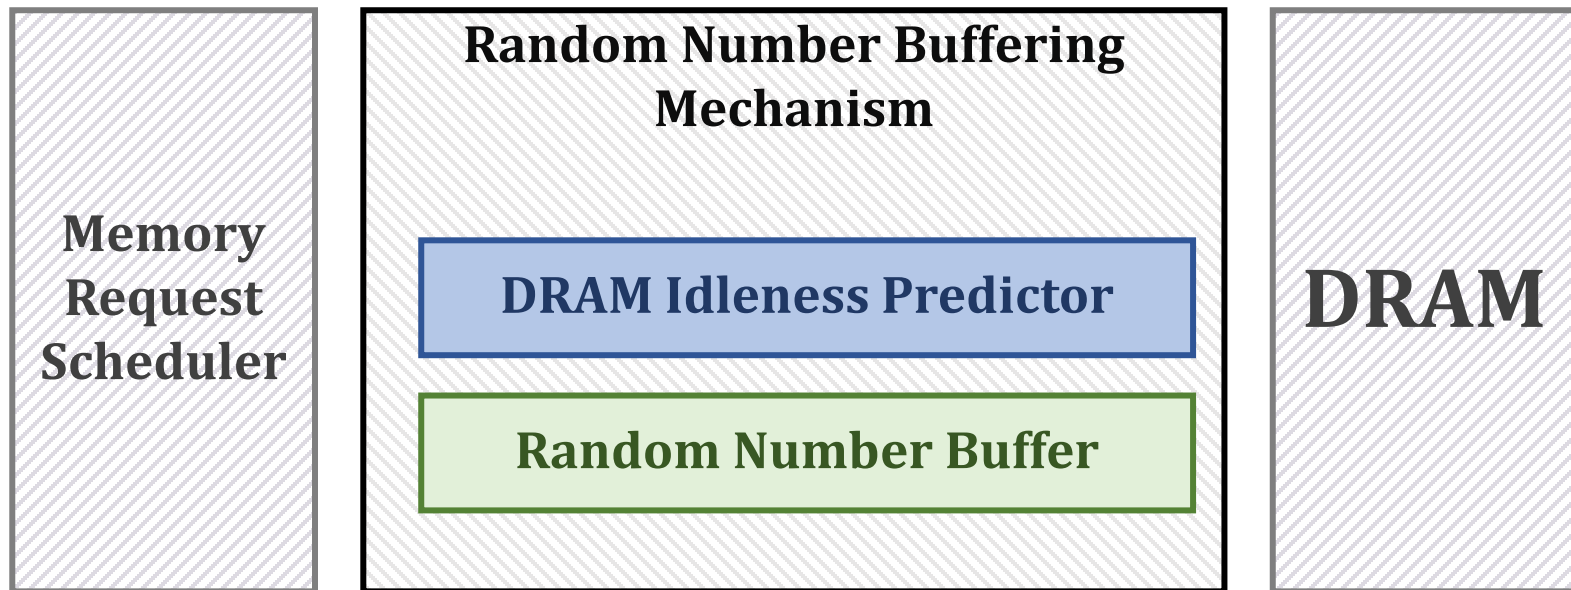 Random Number Buffering
Mechanism
Memory
Request
Scheduler
DRAM Idleness Predictor
Random Number Buffer
DRAM